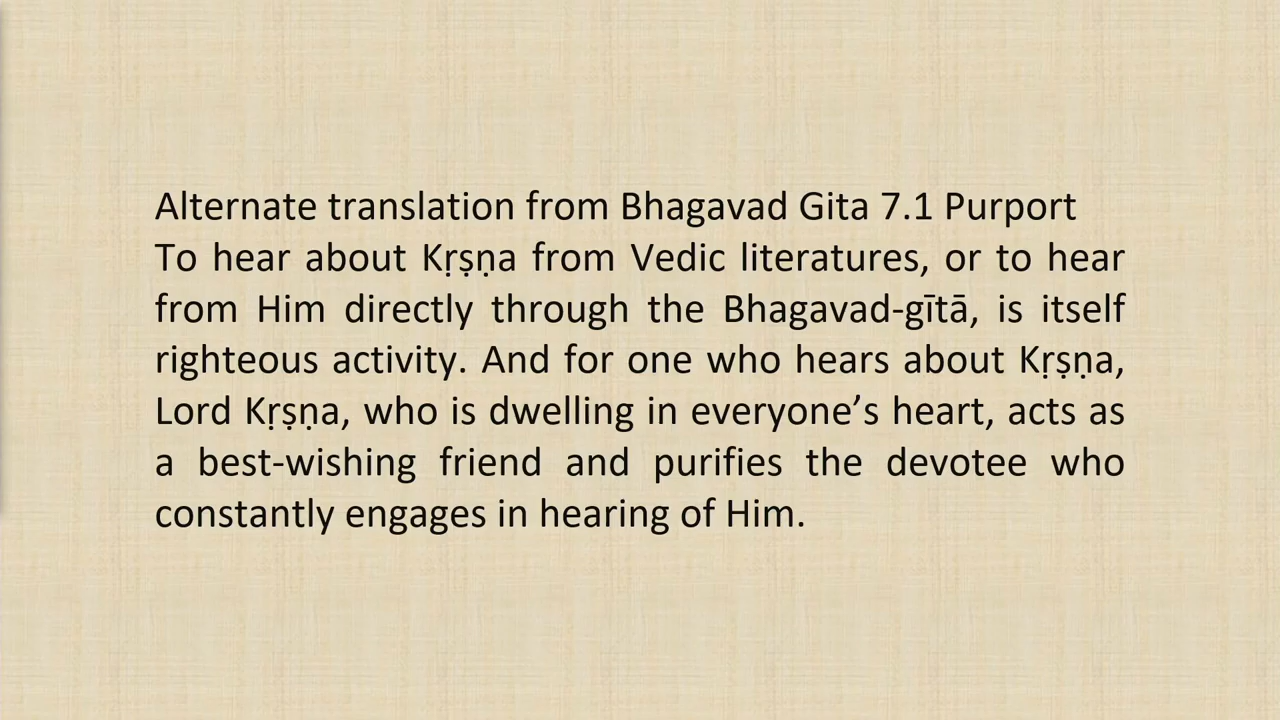 Alternate translation from Bhagavad Gita 7.1 Purport
To hear about Kṛṣṇa from Vedic literatures, or to hear
from Him directly through the Bhagavad-gītā, is itself
righteous activity. And for one who hears about Kṛṣṇa,
Lord Kṛṣṇa, who is dwelling in everyone’s heart, acts as
a best-wishing friend and purifies the devotee who
constantly engages in hearing of Him.